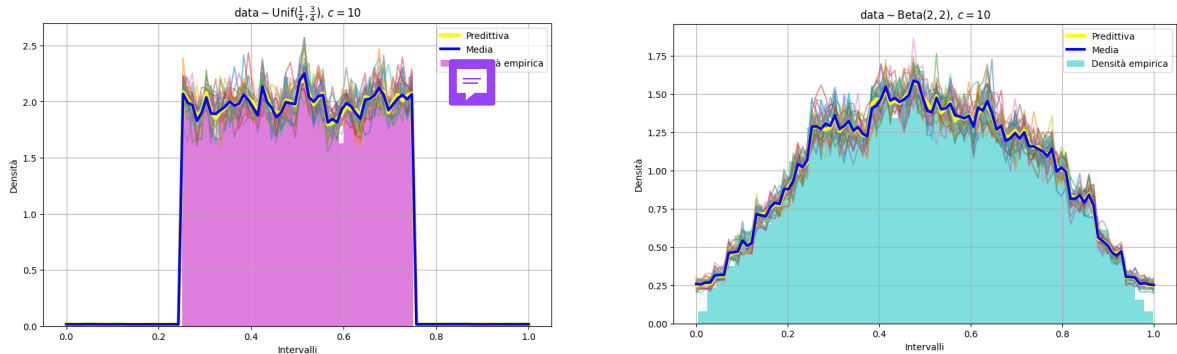 data ~ Unif(1/4, 3/4), c = 10
2.5
2.0
1.5
1.0
0.5
0.0
Densità
0.0 0.2 0.4 0.6 0.8 1.0
Intervalli
Predittiva
Media
empirica
data ~ Beta(2, 2), c = 10
1.75
1.50
1.25
1.00
0.75
0.50
0.25
0.00
Densità
0.0 0.2 0.4 0.6 0.8 1.0
Intervalli
Predittiva
Media
Densità empirica